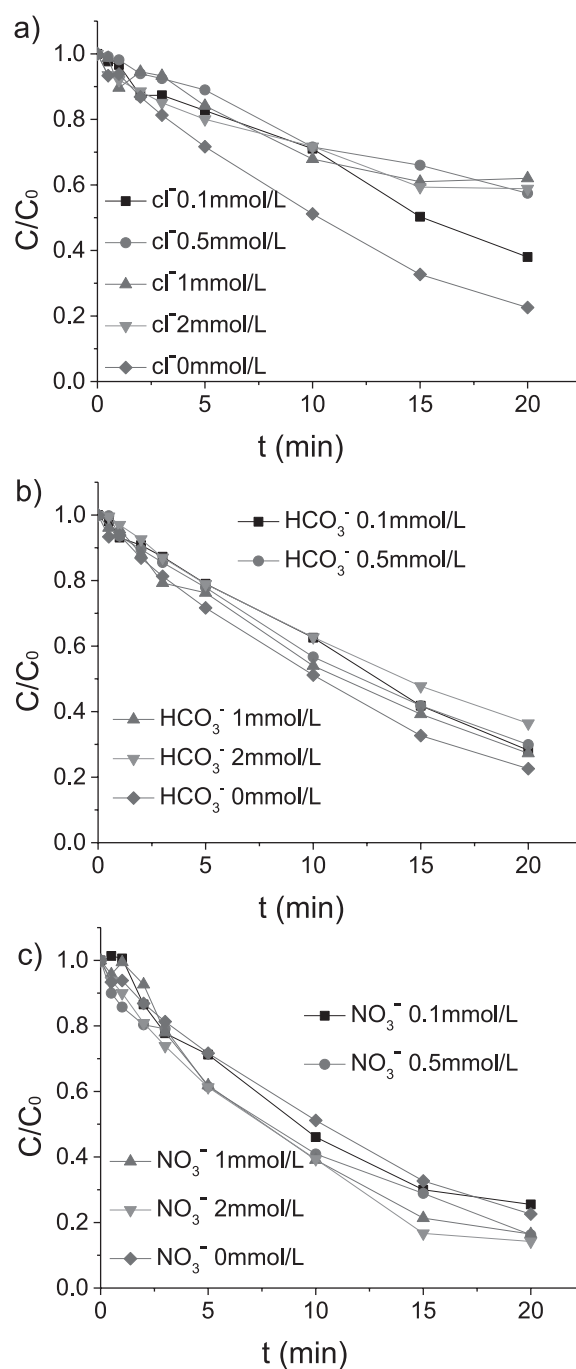 a)
1.0
0.8
0.6
0.4
0.2
0.0
C/C₀
cl⁻0.1mmol/L
cl⁻0.5mmol/L
cl⁻1mmol/L
cl⁻2mmol/L
cl⁻0mmol/L
0 5 10 15 20
t (min)
b)
1.0
0.8
0.6
0.4
0.2
0.0
C/C₀
HCO₃⁻ 0.1mmol/L
HCO₃⁻ 0.5mmol/L
HCO₃⁻ 1mmol/L
HCO₃⁻ 2mmol/L
HCO₃⁻ 0mmol/L
0 5 10 15 20
t (min)
c)
1.0
0.8
0.6
0.4
0.2
0.0
C/C₀
NO₃⁻ 0.1mmol/L
NO₃⁻ 0.5mmol/L
NO₃⁻ 1mmol/L
NO₃⁻ 2mmol/L
NO₃⁻ 0mmol/L
0 5 10 15 20
t (min)